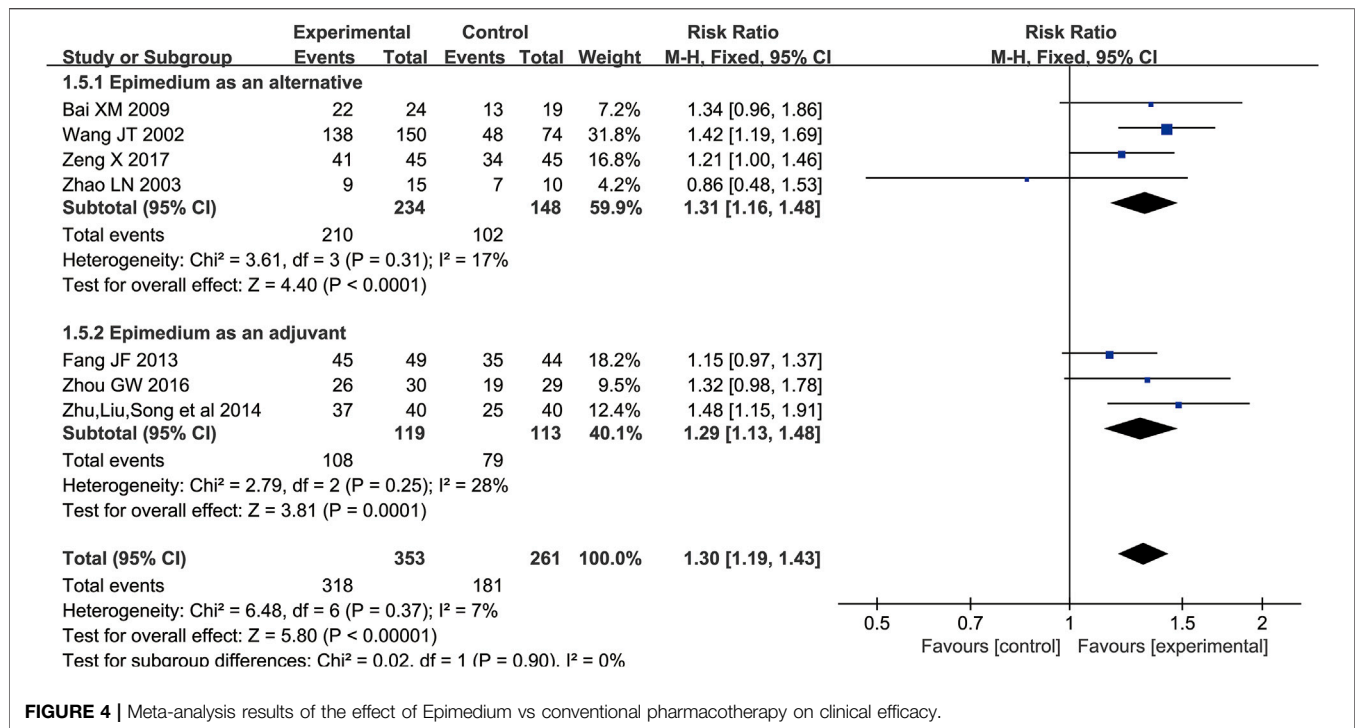 Experimental Control Risk Ratio Risk Ratio
Study or Subgroup Events Total Events Total Weight M-H, Fixed, 95% CI M-H, Fixed, 95% CI
1.5.1 Epimedium as an alternative
Bai XM 2009 22 24 13 19 7.2% 1.34 [0.96, 1.86]
Wang JT 2002 138 150 48 74 31.8% 1.42 [1.19, 1.69]
Zeng X 2017 41 45 34 45 16.8% 1.21 [1.00, 1.46]
Zhao LN 2003 9 15 7 10 4.2% 0.86 [0.48, 1.53]
Subtotal (95% CI) 234 148 59.9% 1.31 [1.16, 1.48]
Total events 210 102
Heterogeneity: Chi² = 3.61, df = 3 (P = 0.31); I² = 17%
Test for overall effect: Z = 4.40 (P < 0.0001)
1.5.2 Epimedium as an adjuvant
Fang JF 2013 45 49 35 44 18.2% 1.15 [0.97, 1.37]
Zhou GW 2016 26 30 19 29 9.5% 1.32 [0.98, 1.78]
Zhu,Liu,Song et al 2014 37 40 25 40 12.4% 1.48 [1.15, 1.91]
Subtotal (95% CI) 119 113 40.1% 1.29 [1.13, 1.48]
Total events 108 79
Heterogeneity: Chi² = 2.79, df = 2 (P = 0.25); I² = 28%
Test for overall effect: Z = 3.81 (P = 0.0001)
Total (95% CI) 353 261 100.0% 1.30 [1.19, 1.43]
Total events 318 181
Heterogeneity: Chi² = 6.48, df = 6 (P = 0.37); I² = 7%
Test for overall effect: Z = 5.80 (P < 0.00001)
Test for subgroup differences: Chi² = 0.02. df = 1 (P = 0.90). I² = 0%
0.5 0.7 1 1.5 2
Favours [control] Favours [experimental]
FIGURE 4 | Meta-analysis results of the effect of Epimedium vs conventional pharmacotherapy on clinical efficacy.